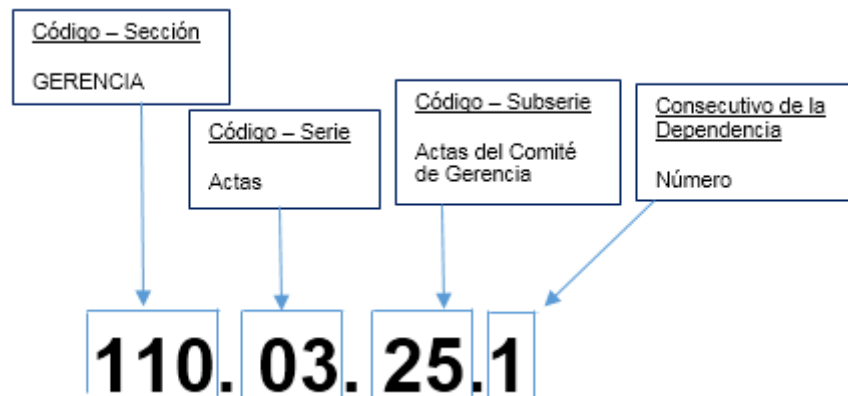 Código – Sección
GERENCIA
Código – Serie
Actas
Código – Subserie
Actas del Comité
de Gerencia
Consecutivo de la
Dependencia
Número
110. 03. 25.1